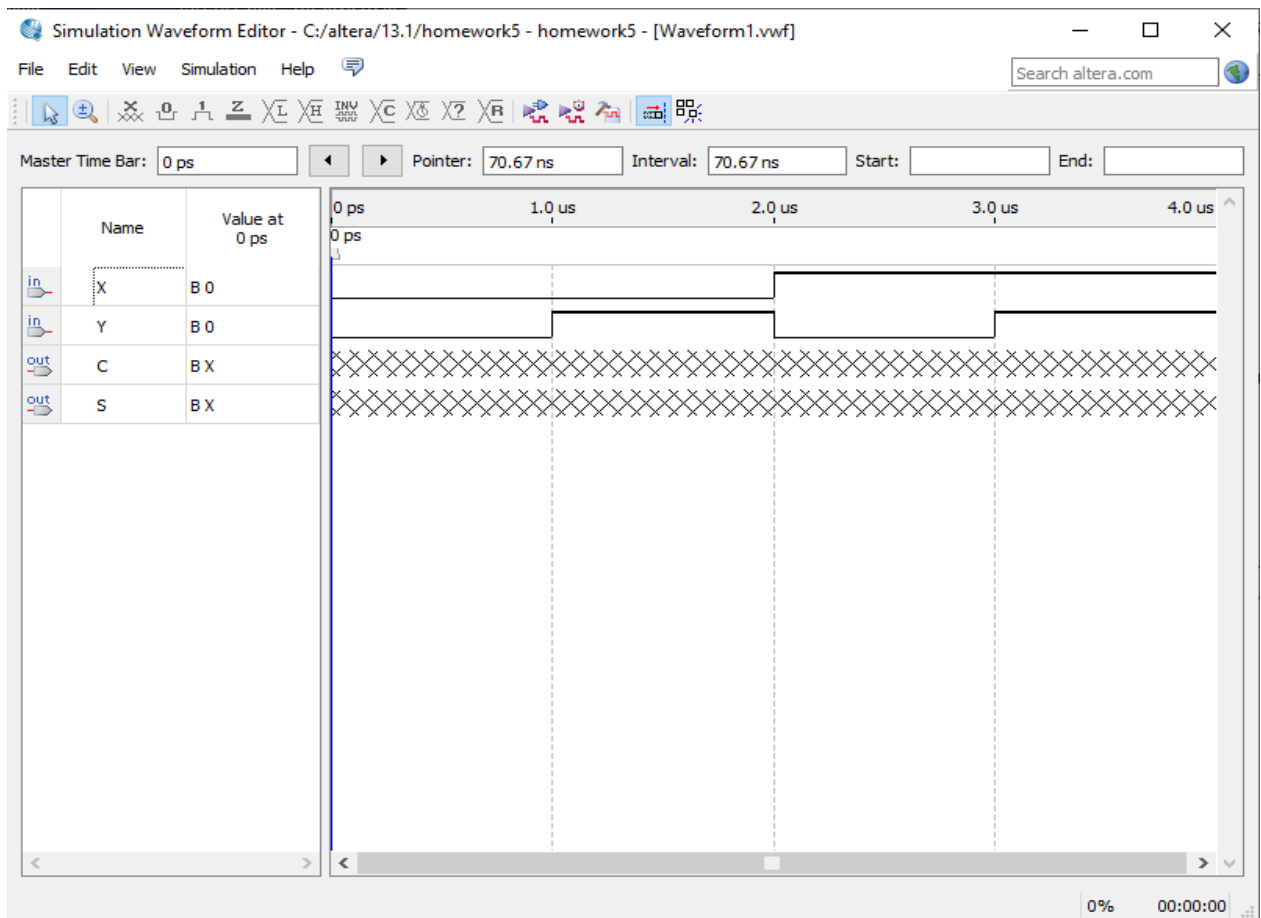 Simulation Waveform Editor - C:/altera/13.1/homework5 - homework5 - [Waveform1.vwf]
File Edit View Simulation Help
Search altera.com
0 1 Z L H INV C ? R
Master Time Bar: 0 ps Pointer: 70.67 ns Interval: 70.67 ns Start: End:
Name Value at 0 ps
0 ps 1.0 us 2.0 us 3.0 us 4.0 us
0 ps
in X B 0
in Y B 0
out C B X
out S B X
0% 00:00:00